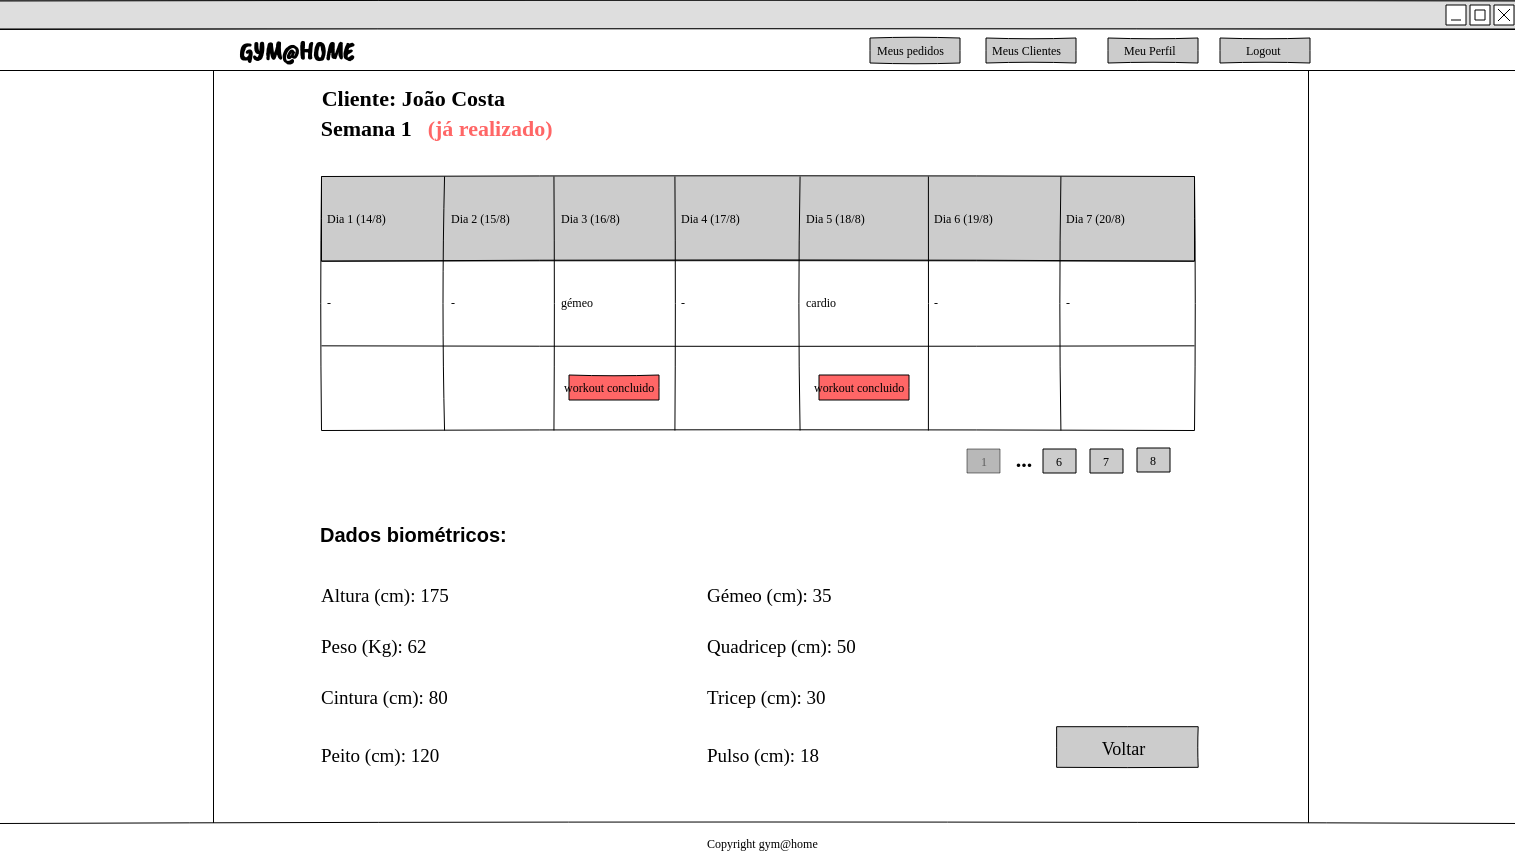 GYM@HOME
Meus pedidos
Meus Clientes
Meu Perfil
Logout
Cliente: João Costa
Semana 1 (já realizado)
Dia 1 (14/8)
Dia 2 (15/8)
Dia 3 (16/8)
Dia 4 (17/8)
Dia 5 (18/8)
Dia 6 (19/8)
Dia 7 (20/8)
-
-
gémeo
-
cardio
-
-
workout concluido
workout concluido
1
...
6
7
8
Dados biométricos:
Altura (cm): 175
Gémeo (cm): 35
Peso (Kg): 62
Quadricep (cm): 50
Cintura (cm): 80
Tricep (cm): 30
Peito (cm): 120
Pulso (cm): 18
Voltar
Copyright gym@home